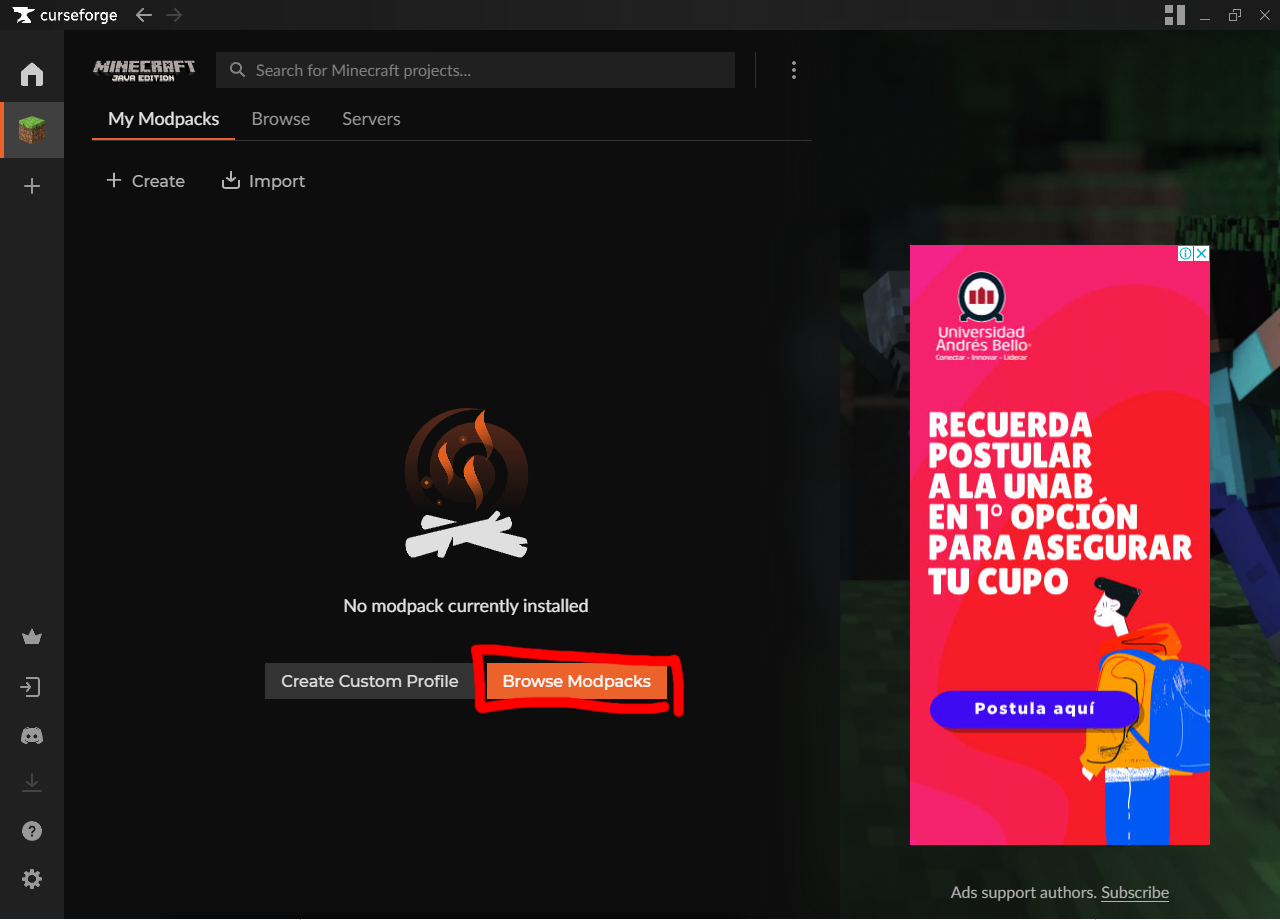 curseforge
MINECRAFT
JAVA EDITION
Search for Minecraft projects...
My Modpacks
Browse
Servers
Create
Import
No modpack currently installed
Create Custom Profile
Browse Modpacks
Universidad
Andrés Bello
Conectar - Innovar - Liderar
RECUERDA
POSTULAR
A LA UNAB
EN 1° OPCIÓN
PARA ASEGURAR
TU CUPO
Postula aquí
Ads support authors. Subscribe